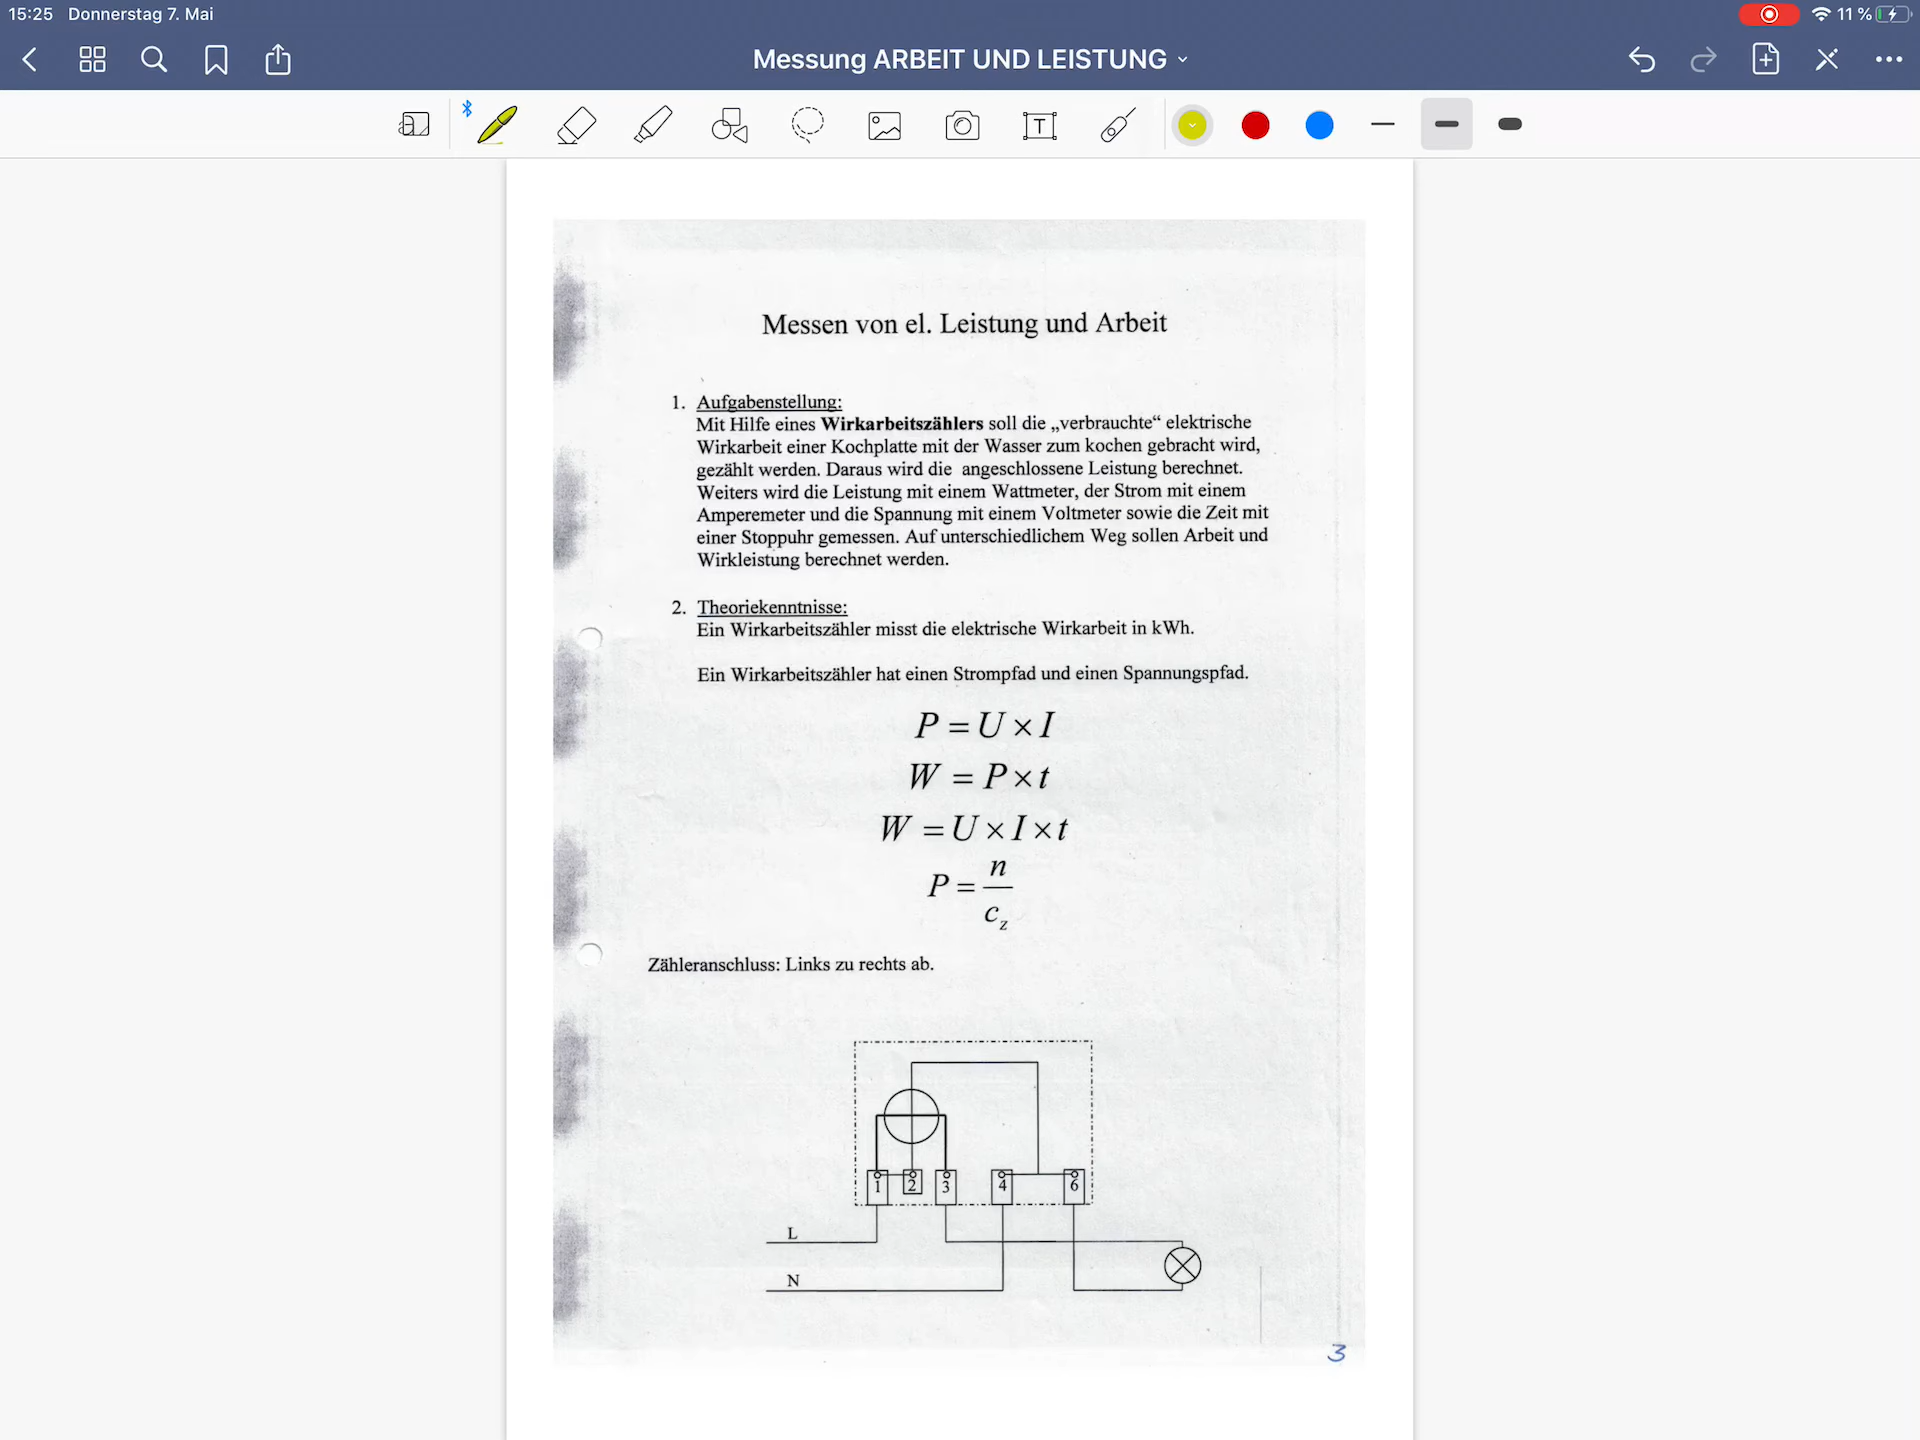 15:25 Donnerstag 7. Mai
11 %
Messung ARBEIT UND LEISTUNG
Messen von el. Leistung und Arbeit
1. Aufgabenstellung:
Mit Hilfe eines Wirkarbeitszählers soll die „verbrauchte“ elektrische
Wirkarbeit einer Kochplatte mit der Wasser zum kochen gebracht wird,
gezählt werden. Daraus wird die angeschlossene Leistung berechnet.
Weiters wird die Leistung mit einem Wattmeter, der Strom mit einem
Amperemeter und die Spannung mit einem Voltmeter sowie die Zeit mit
einer Stoppuhr gemessen. Auf unterschiedlichem Weg sollen Arbeit und
Wirkleistung berechnet werden.
2. Theoriekenntnisse:
Ein Wirkarbeitszähler misst die elektrische Wirkarbeit in kWh.
Ein Wirkarbeitszähler hat einen Strompfad und einen Spannungspfad.
P = U × I
W = P × t
W = U × I × t
P = n / c_z
Zähleranschluss: Links zu rechts ab.
1 2 3 4 6
L
N
3